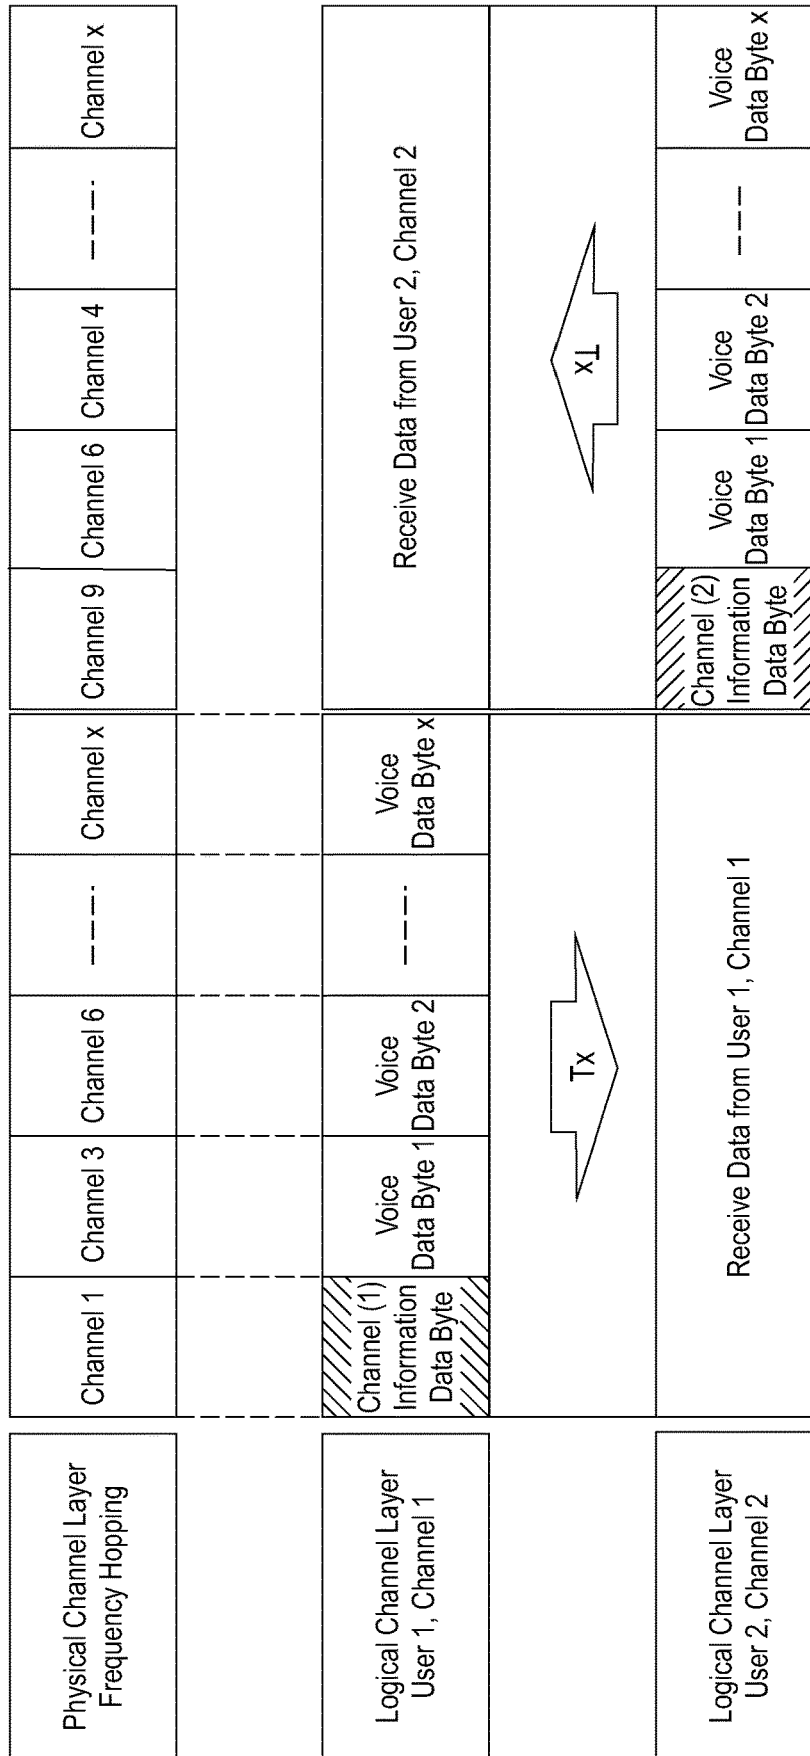 Physical Channel Layer
Frequency Hopping
Channel 1
Channel 3
Channel 6
Channel x
Channel 9
Channel 6
Channel 4
Channel x
Logical Channel Layer
User 1, Channel 1
Channel (1)
Information
Data Byte
Voice
Data Byte 1
Voice
Data Byte 2
Voice
Data Byte x
Receive Data from User 2, Channel 2
Tx
Tx
Logical Channel Layer
User 2, Channel 2
Receive Data from User 1, Channel 1
Channel (2)
Information
Data Byte
Voice
Data Byte 1
Voice
Data Byte 2
Voice
Data Byte x